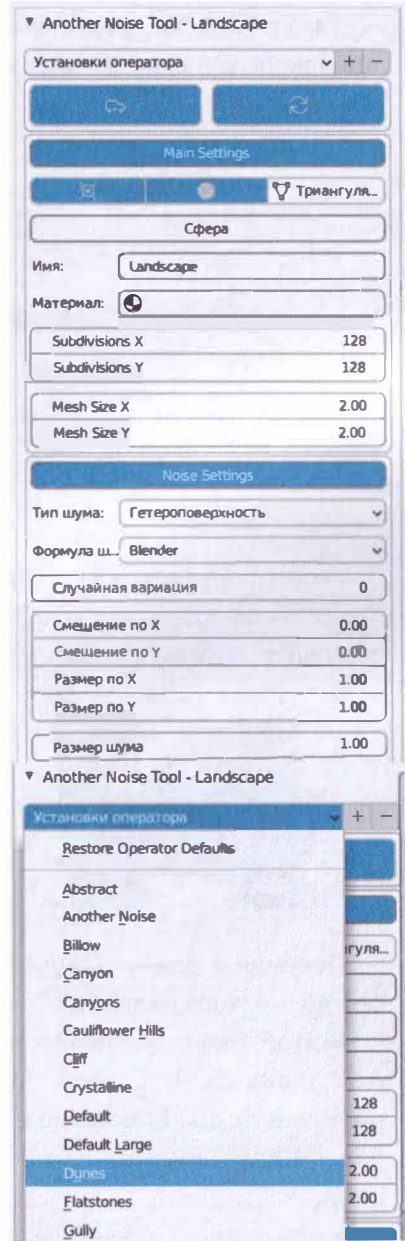 Another Noise Tool - Landscape
Установки оператора
Main Settings
Триангуля...
Сфера
Имя: Landscape
Материал:
Subdivisions X 128
Subdivisions Y 128
Mesh Size X 2.00
Mesh Size Y 2.00
Noise Settings
Тип шума: Гетероповерхность
Формула ш... Blender
Случайная вариация 0
Смещение по X 0.00
Смещение по Y 0.00
Размер по X 1.00
Размер по Y 1.00
Размер шума 1.00
Another Noise Tool - Landscape
Установки оператора
Restore Operator Defaults
Abstract
Another Noise
Billow
гуля...
Canyon
Canyons
Cauliflower Hills
Cliff
Crystalline
Default 128
Default Large 128
Dunes 2.00
Flatstones 2.00
Gully